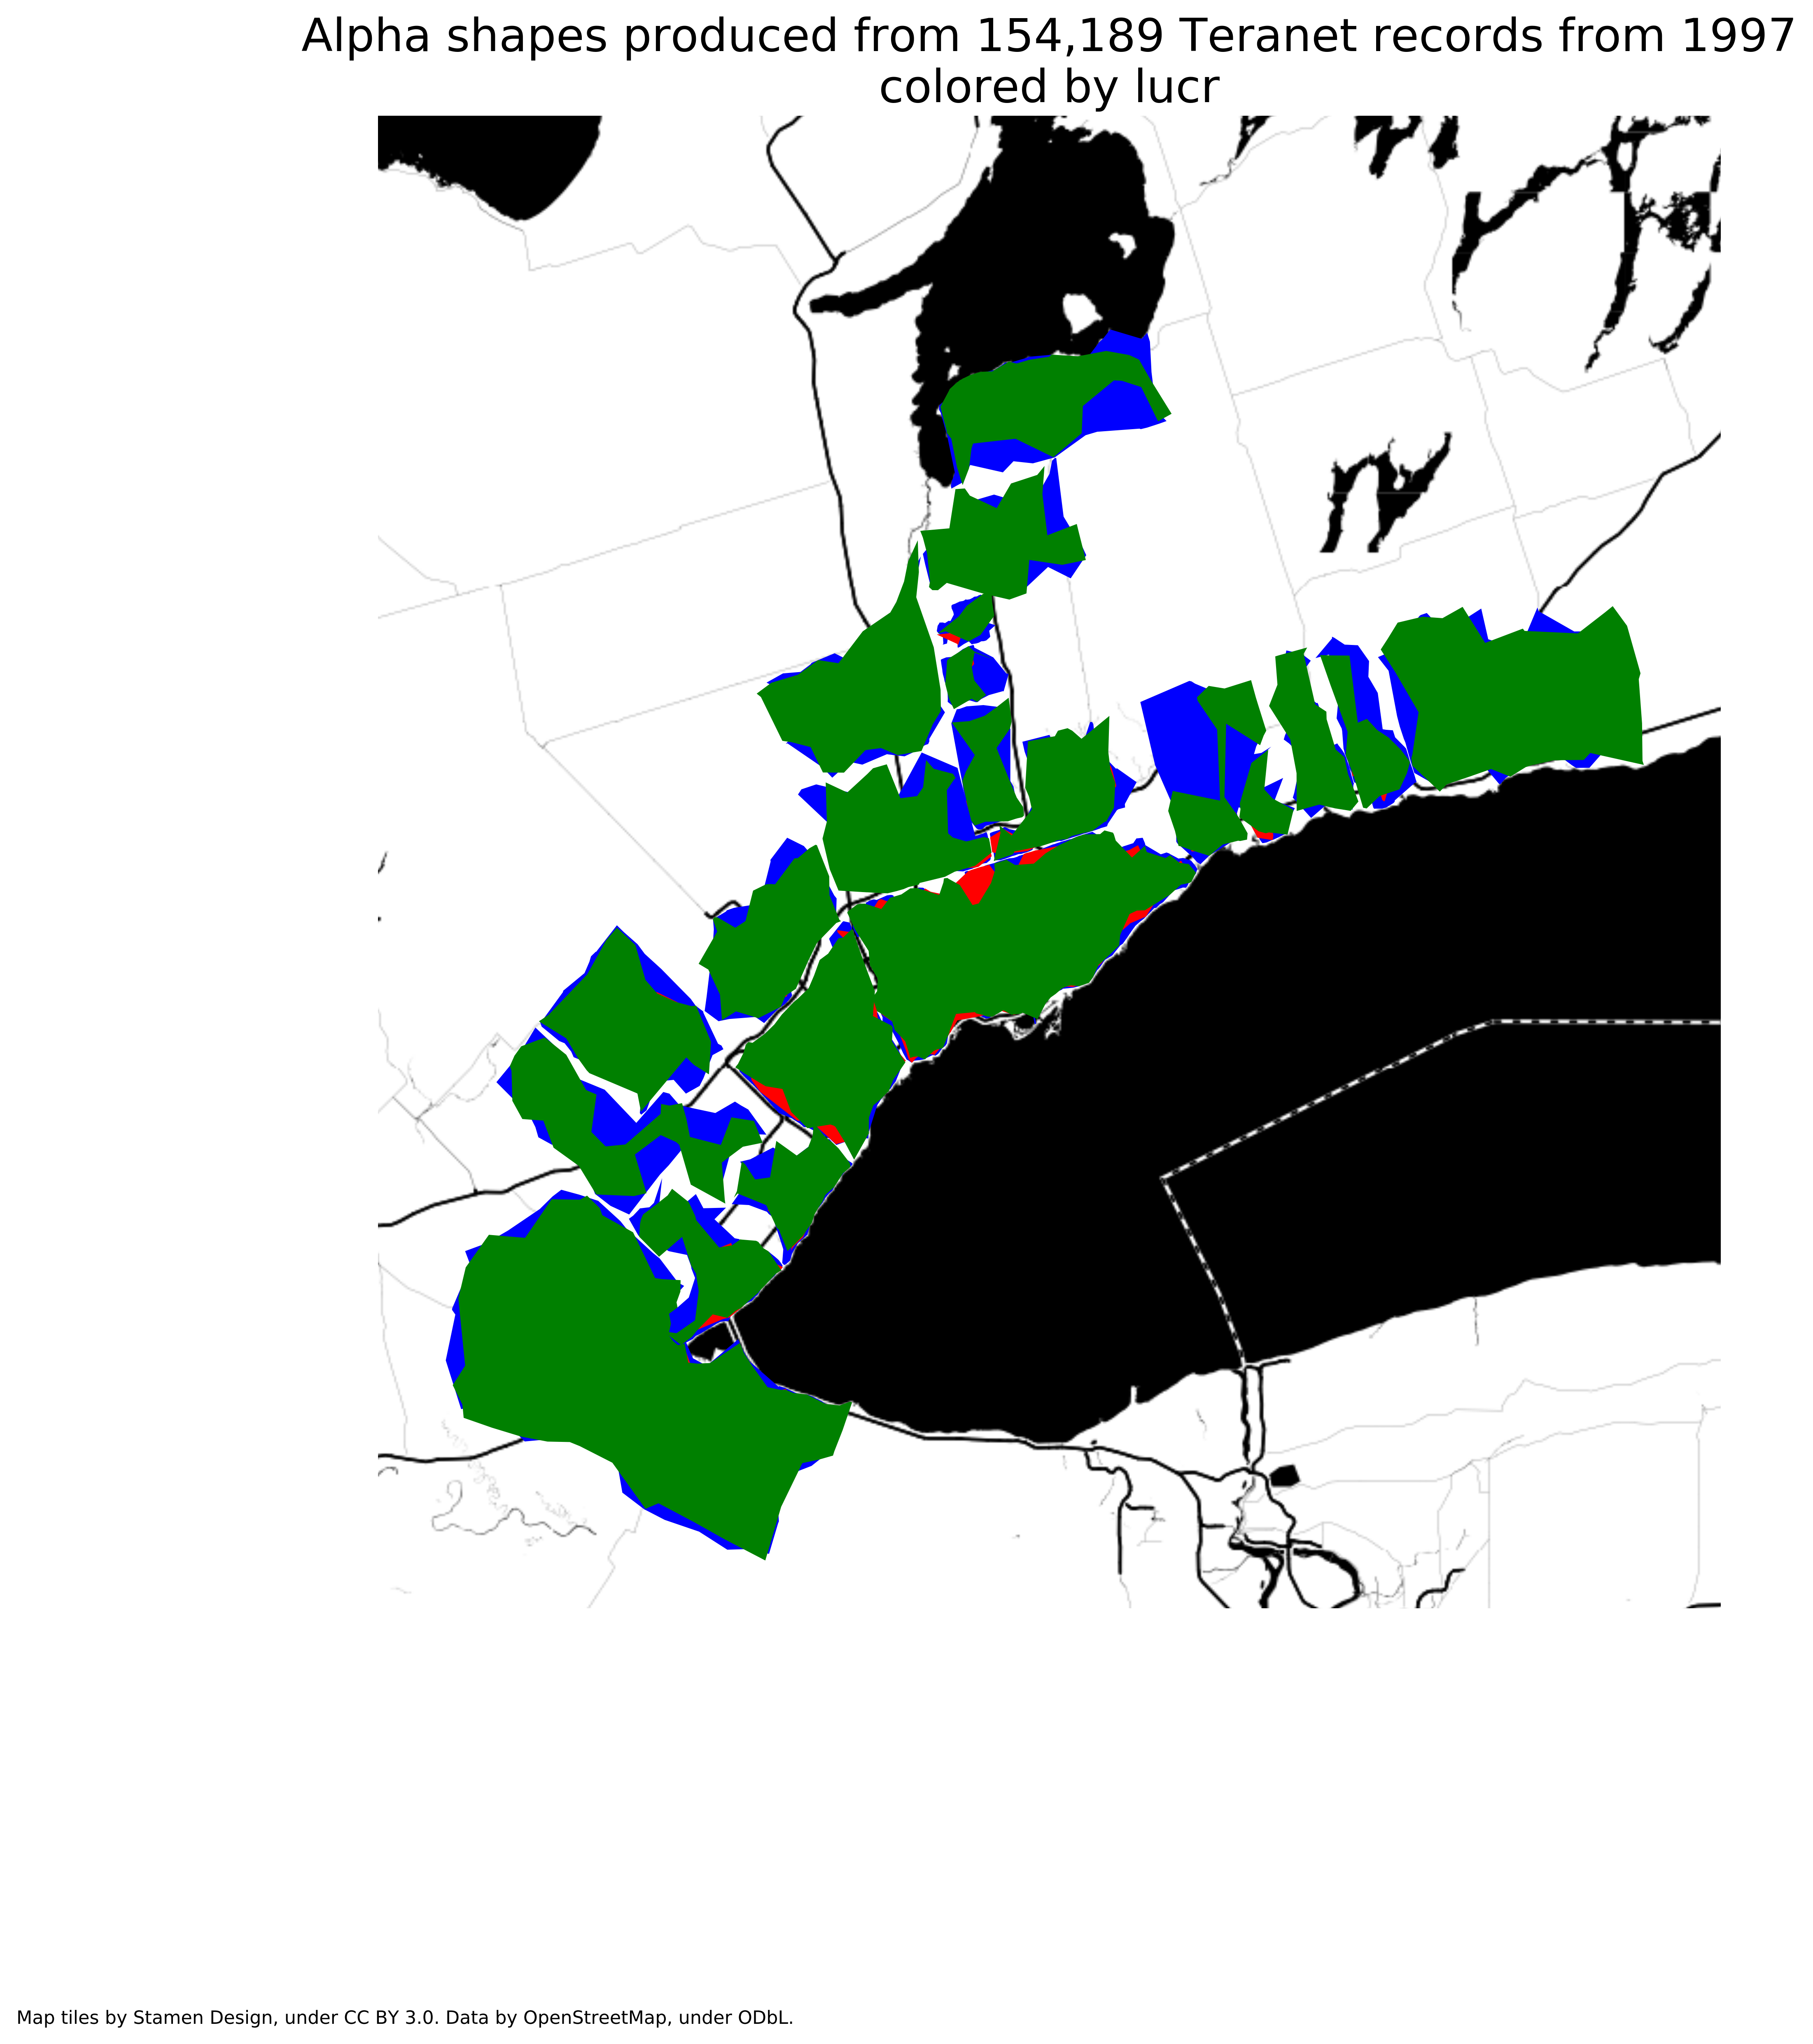 Alpha shapes produced from 154,189 Teranet records from 1997
colored by lucr
Map tiles by Stamen Design, under CC BY 3.0. Data by OpenStreetMap, under ODbL.